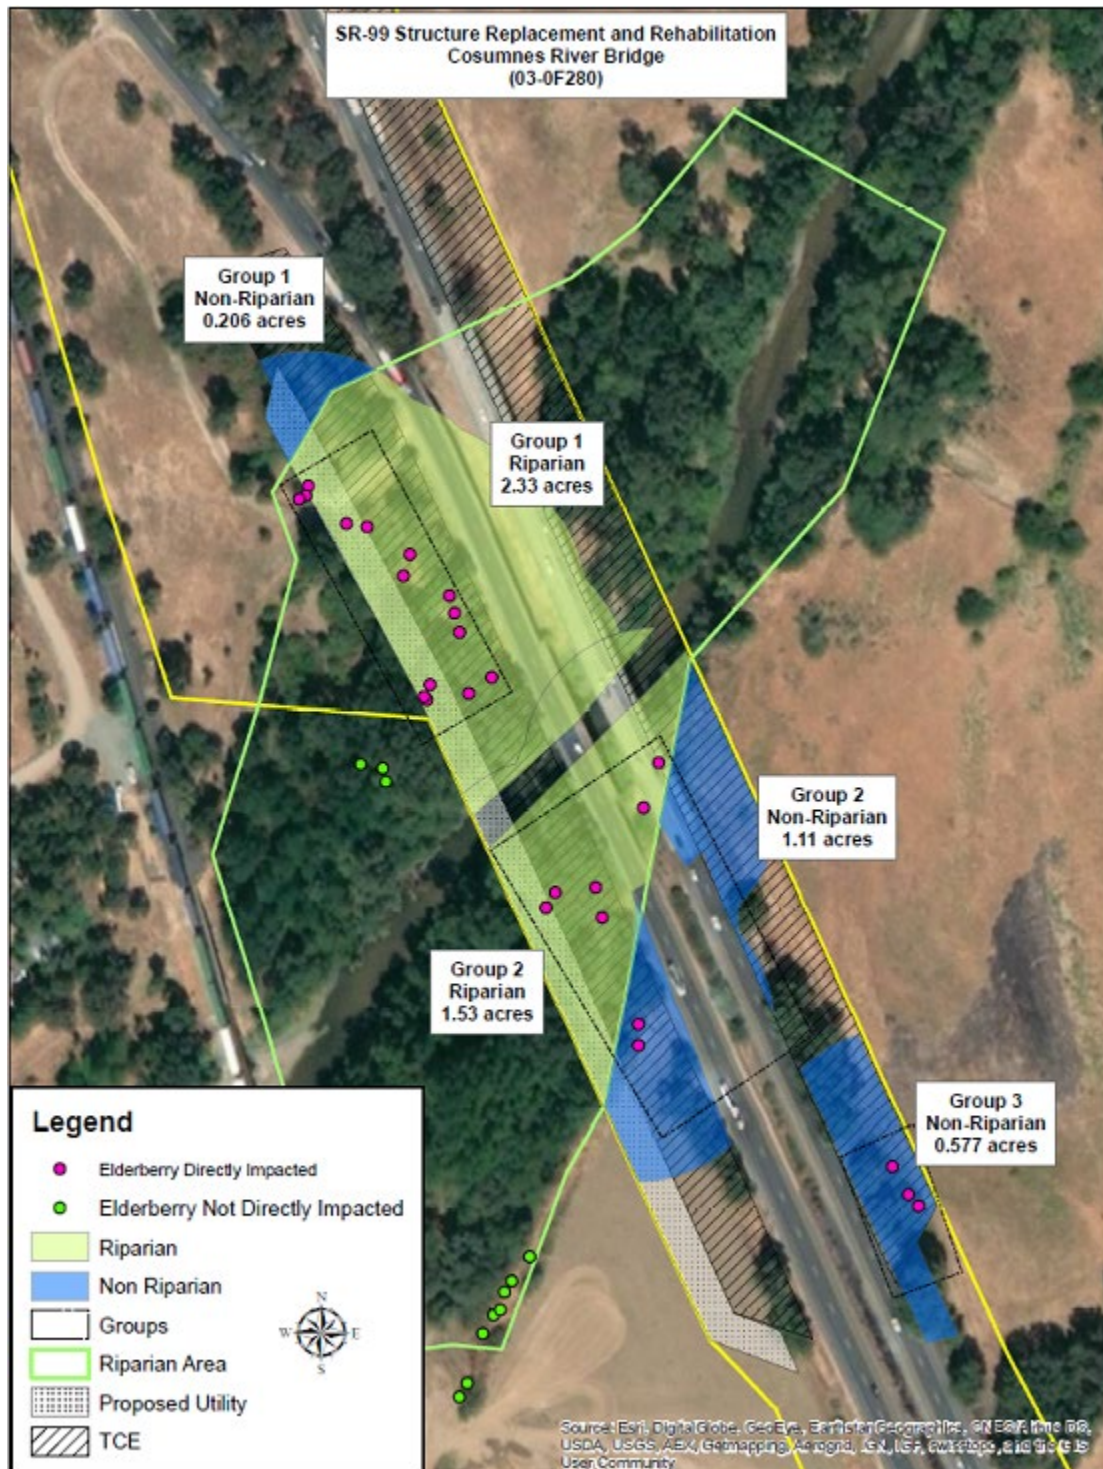 SR-99 Structure Replacement and Rehabilitation
Cosumnes River Bridge
(03-0F280)
Group 1
Non-Riparian
0.206 acres
Group 1
Riparian
2.33 acres
Group 2
Non-Riparian
1.11 acres
Group 2
Riparian
1.53 acres
Group 3
Non-Riparian
0.577 acres
Legend
Elderberry Directly Impacted
Elderberry Not Directly Impacted
Riparian
Non Riparian
Groups
Riparian Area
Proposed Utility
TCE
N
W E
S
Source: Esri, DigitalGlobe, GeoEye, Earthstar Geographics, CNES/Airbus DS,
USDA, USGS, AEX, Getmapping, Aerogrid, IGN, IGP, swisstopo, and the GIS
User Community